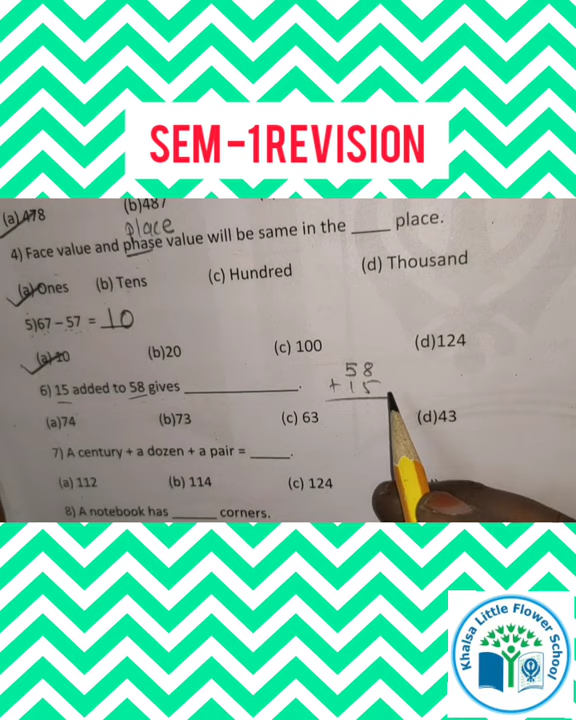 SEM-1REVISION
(a)478 (b)487
place
4) Face value and phase value will be same in the ____ place.
(a) Ones (b) Tens (c) Hundred (d) Thousand
5)67 – 57 = 10
(a) 10 (b)20 (c) 100 (d)124
6) 15 added to 58 gives ____________.
58
+ 15
(a)74 (b)73 (c) 63 (d)43
7) A century + a dozen + a pair = _____.
(a) 112 (b) 114 (c) 124
8) A notebook has ______ corners.
Khalsa Little Flower School